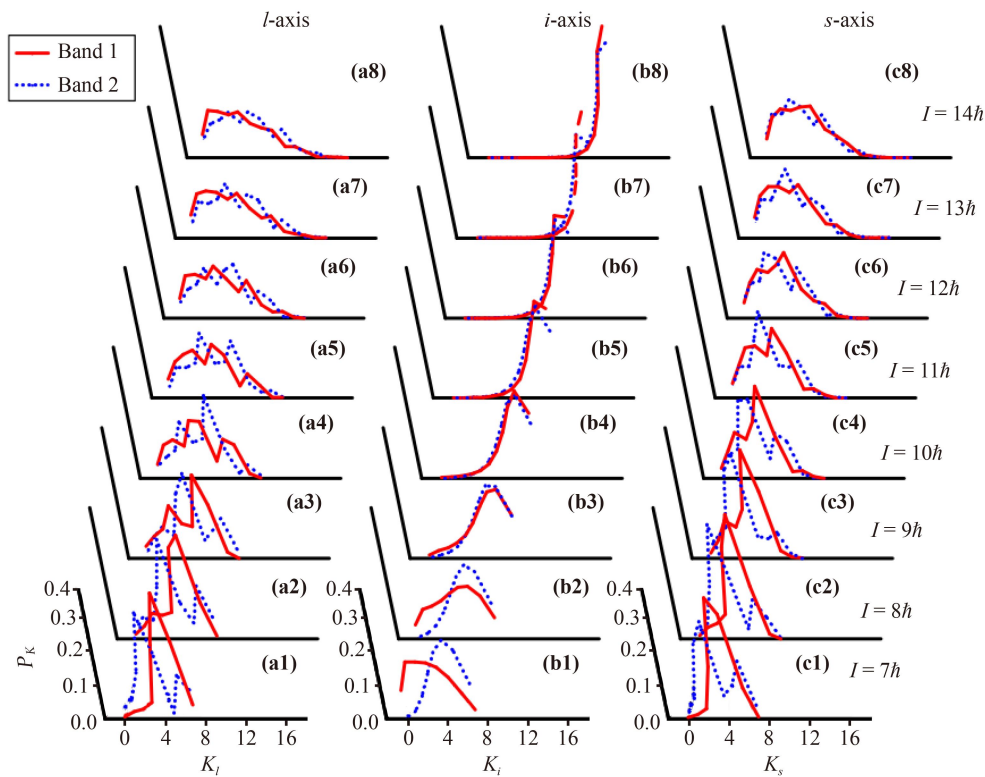 l-axis i-axis s-axis
Band 1
Band 2
(a8) (b8) (c8)
I = 14ħ
(a7) (b7) (c7)
I = 13ħ
(a6) (b6) (c6)
I = 12ħ
(a5) (b5) (c5)
I = 11ħ
(a4) (b4) (c4)
I = 10ħ
(a3) (b3) (c3)
I = 9ħ
(a2) (b2) (c2)
I = 8ħ
(a1) (b1) (c1)
I = 7ħ
P_K
0.4 0.4 0.4
0.3 0.3 0.3
0.2 0.2 0.2
0.1 0.1 0.1
0.0 0.0 0.0
0 4 8 12 16 0 4 8 12 16 0 4 8 12 16
K_l K_i K_s